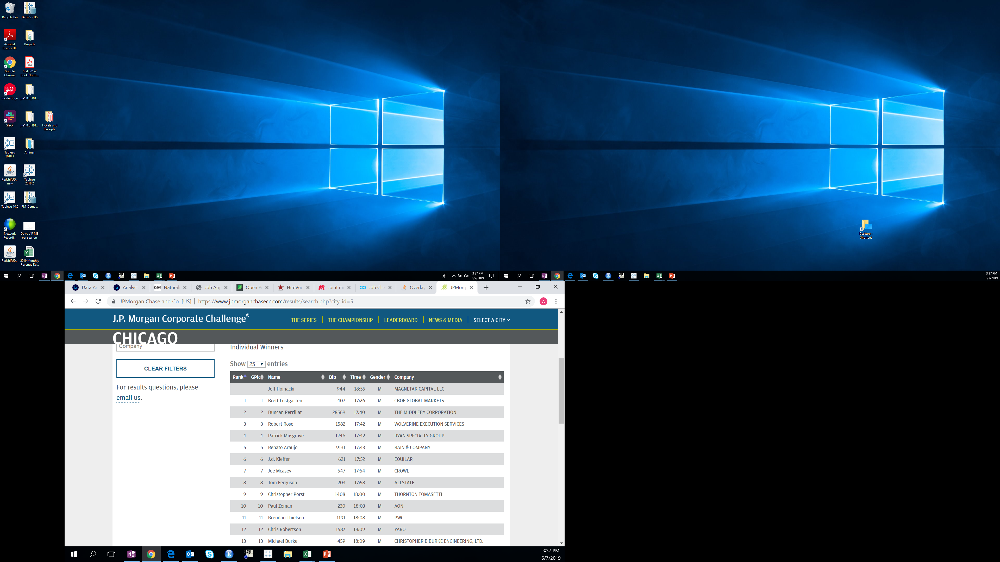 Recycle Bin
IA GPS - DS
Acrobat
Reader DC
Projects
Google
Chrome
PDF
Stat 301-2
Book North...
gogo
Inside Gogo
jre1.8.0_191...
Slack
jre1.8.0_191...
Tickets and
Receipts
Tableau
2018.1
Airlines
RedshiftJD...
new
Tableau
2018.2
Tableau 10.5
RM_Dema...
Network
Recordi...
DL vs VIR MB
per session
RedshiftJD...
2019 Monthly
Revenue Re...
Desktop -
Shortcut
3:37 PM
6/7/2019
3:37 PM
6/7/2019
Data An
Analyst,
DSW Natural
Job App
Open P
HireVue
Joint m
Job Clie
Overlay
JPMorg
JPMorgan Chase and Co. [US] | https://www.jpmorganchasecc.com/results/search.php?city_id=5
A
J.P. Morgan Corporate Challenge®
THE SERIES | THE CHAMPIONSHIP | LEADERBOARD | NEWS & MEDIA | SELECT A CITY
CHICAGO
Company
CLEAR FILTERS
For results questions, please
email us.
Individual Winners
Show 25 entries
Rank GPlc Name Bib Time Gender Company
Jeff Hojnacki 944 18:55 M MAGNETAR CAPITAL LLC
1 1 Brett Lustgarten 407 17:26 M CBOE GLOBAL MARKETS
2 2 Duncan Perrillat 28569 17:40 M THE MIDDLEBY CORPORATION
3 3 Robert Rose 1582 17:42 M WOLVERINE EXECUTION SERVICES
4 4 Patrick Musgrave 1246 17:42 M RYAN SPECIALTY GROUP
5 5 Renato Araujo 9131 17:43 M BAIN & COMPANY
6 6 J.d. Kieffer 621 17:52 M EQUILAR
7 7 Joe Mcasey 547 17:54 M CROWE
8 8 Tom Ferguson 203 17:58 M ALLSTATE
9 9 Christopher Porst 1408 18:00 M THORNTON TOMASETTI
10 10 Paul Zeman 230 18:03 M AON
11 11 Brendan Thielsen 1191 18:08 M PWC
12 12 Chris Robertson 1587 18:09 M YARO
13 13 Michael Burke 459 18:09 M CHRISTOPHER B BURKE ENGINEERING, LTD.
3:37 PM
6/7/2019